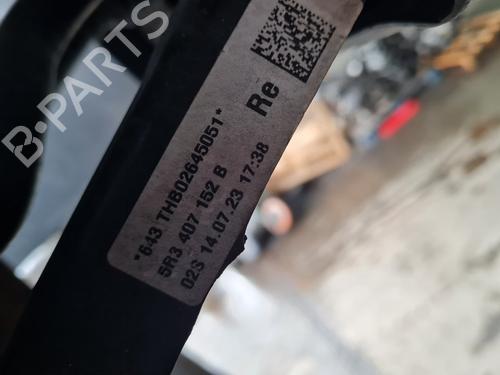 B-PARTS
*643 THB02645051*
5R3 407 152 B
02S 14.07.23 17:38
Re